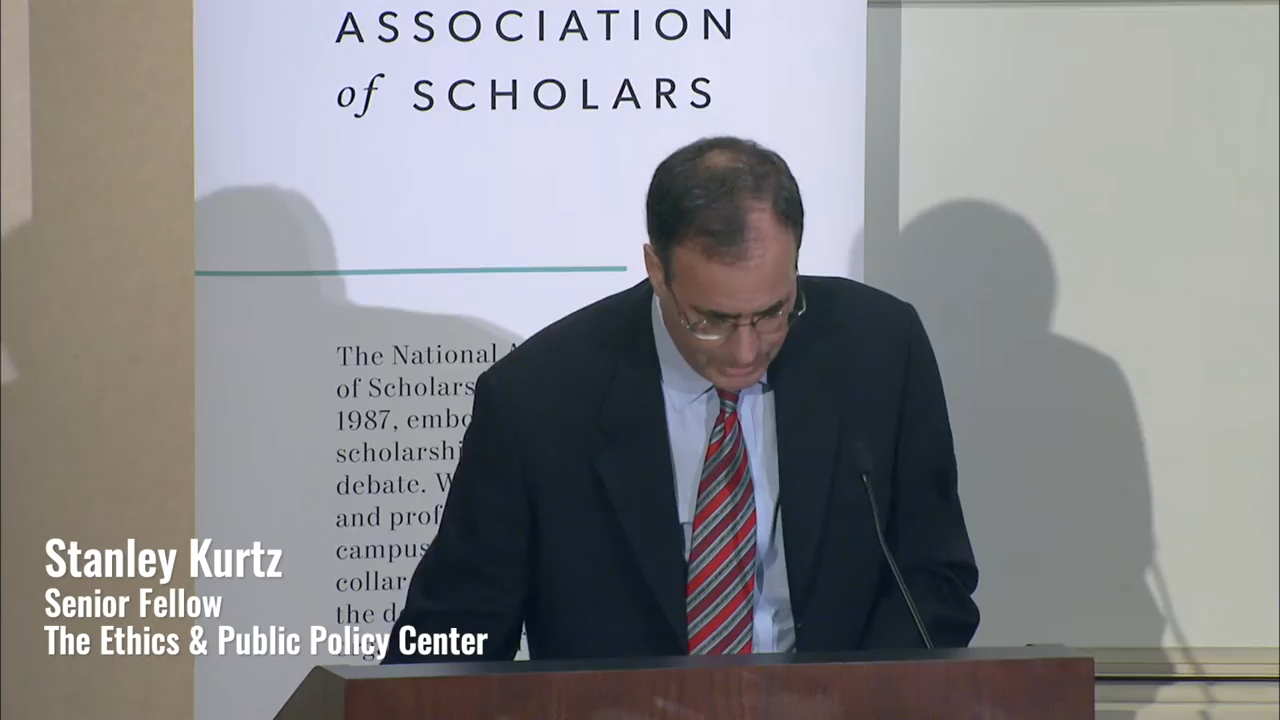 ASSOCIATION
of SCHOLARS
The National
of Scholars
1987, embo
scholarshi
debate. W
and prof
campus
collar
the d
Stanley Kurtz
Senior Fellow
The Ethics & Public Policy Center